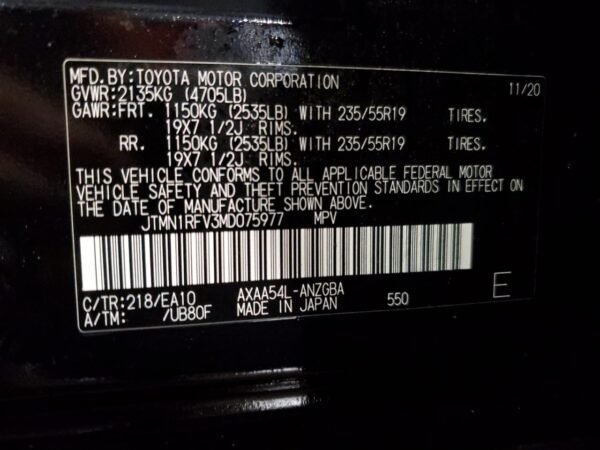 MFD.BY:TOYOTA MOTOR CORPORATION 11/20
GVWR:2135KG (4705LB)
GAWR:FRT. 1150KG (2535LB) WITH 235/55R19 TIRES.
19X7 1/2J RIMS.
RR. 1150KG (2535LB) WITH 235/55R19 TIRES.
19X7 1/2J RIMS.
THIS VEHICLE CONFORMS TO ALL APPLICABLE FEDERAL MOTOR
VEHICLE SAFETY AND THEFT PREVENTION STANDARDS IN EFFECT ON
THE DATE OF MANUFACTURE SHOWN ABOVE.
JTMN1RFV3MD075977 MPV
C/TR:218/EA10 AXAA54L-ANZGBA 550 E
A/TM: /UB80F MADE IN JAPAN